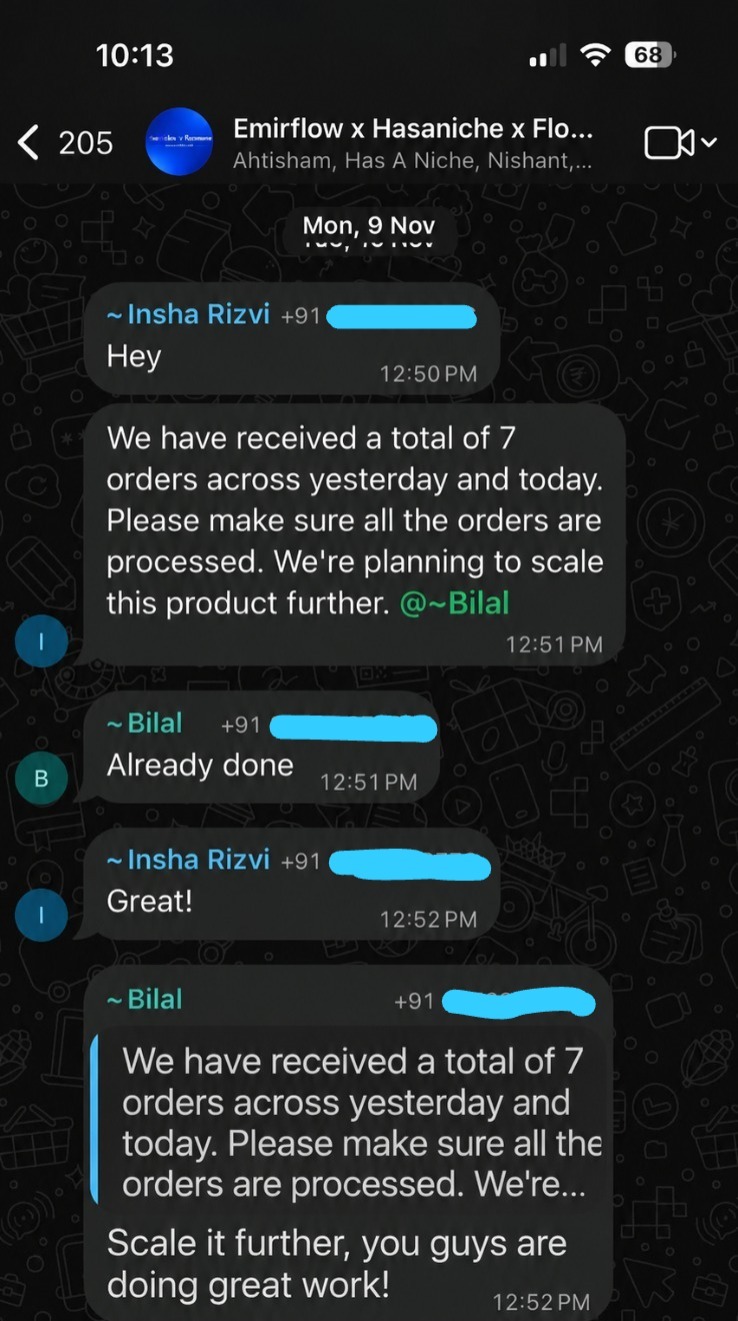 10:13
68
205
Emirflow x Hasaniche x Flo...
Ahtisham, Has A Niche, Nishant,...
Mon, 9 Nov
~Insha Rizvi +91
Hey
12:50 PM
We have received a total of 7
orders across yesterday and today.
Please make sure all the orders are
processed. We're planning to scale
this product further. @~Bilal
12:51 PM
I
~Bilal +91
Already done
12:51 PM
B
~Insha Rizvi +91
Great!
12:52 PM
I
~Bilal +91
We have received a total of 7
orders across yesterday and
today. Please make sure all the
orders are processed. We're...
Scale it further, you guys are
doing great work!
12:52 PM